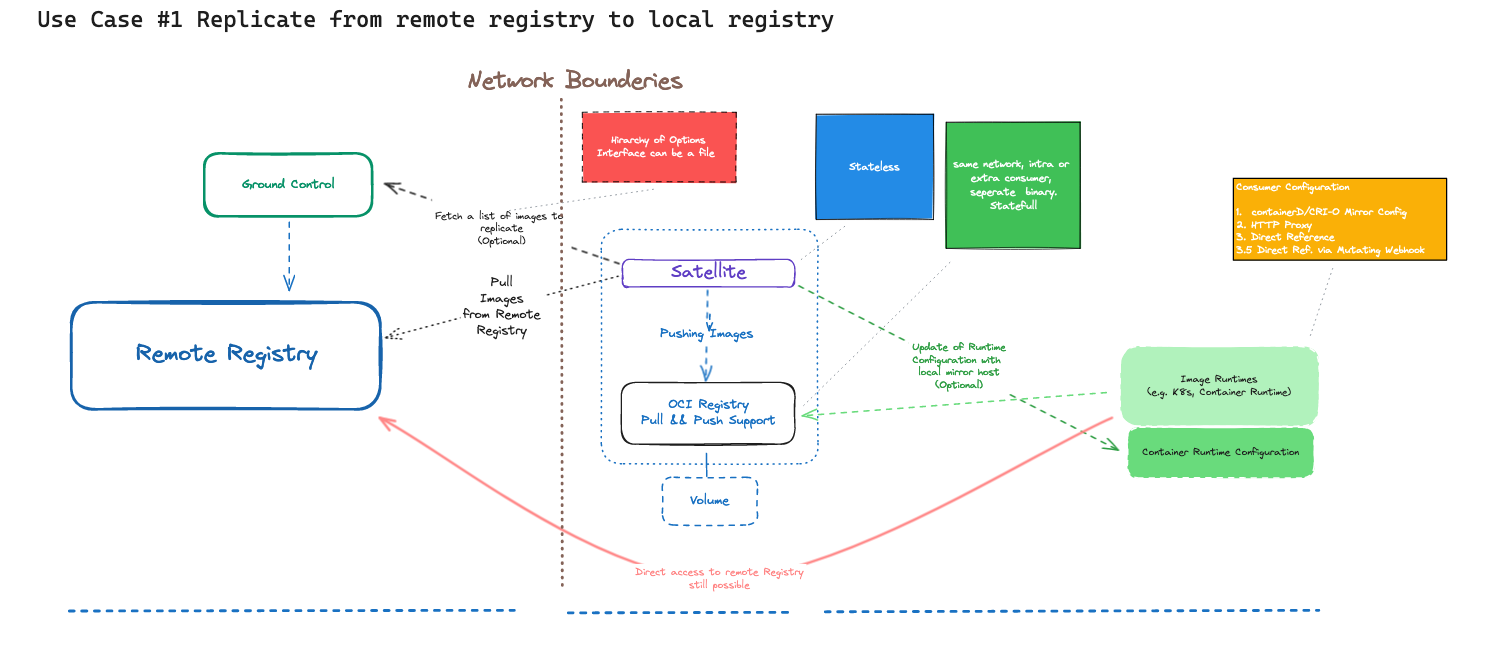 Use Case #1 Replicate from remote registry to local registry
Network Bounderies
Hirarchy of Options
Interface can be a file
Stateless
same network, intra or
extra consumer,
seperate binary.
Statefull
Consumer Configuration
1. containerD/CRI-O Mirror Config
2. HTTP Proxy
3. Direct Reference
3.5 Direct Ref. via Mutating Webhook
Ground Control
Fetch a list of images to
replicate
(Optional)
Satellite
Pull
Images
from Remote
Registry
Pushing Images
Remote Registry
Update of Runtime
Configuration with
local mirror host
(Optional)
Image Runtimes
(e.g. K8s, Container Runtime)
OCI Registry
Pull && Push Support
Container Runtime Configuration
Volume
Direct access to remote Registry
still possible